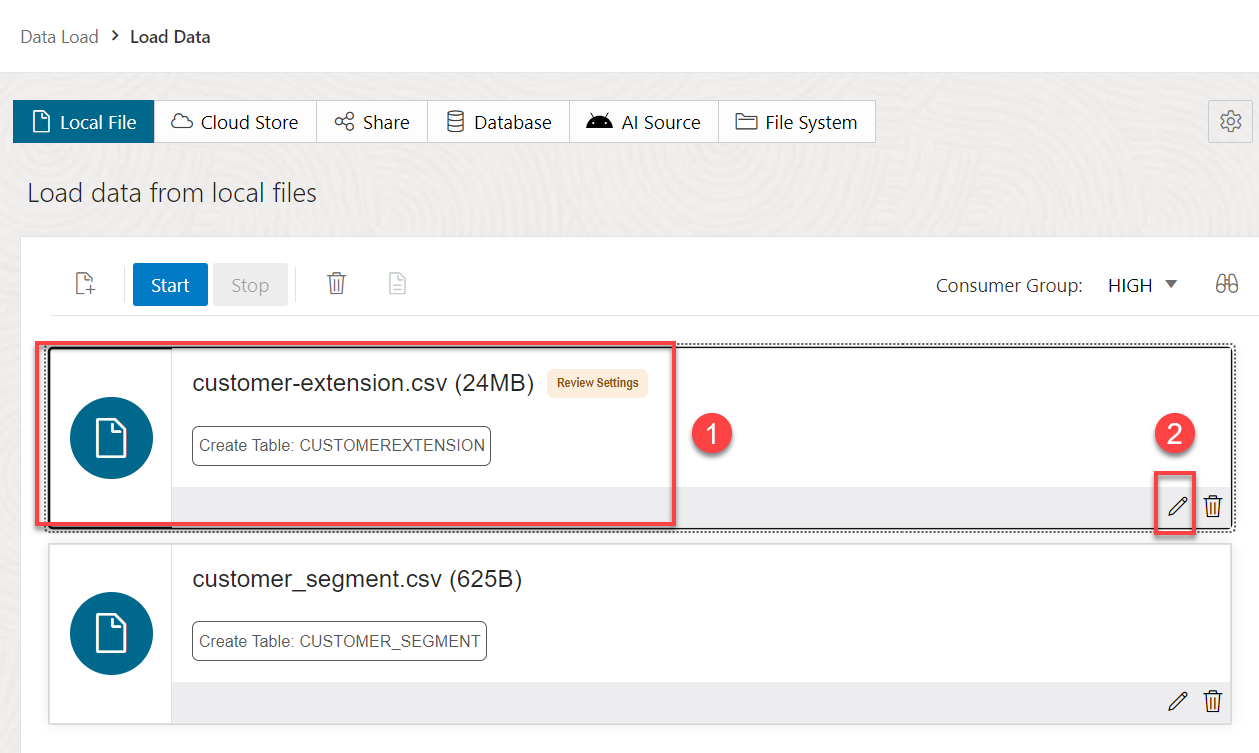 Data Load > Load Data
Local File Cloud Store Share Database AI Source File System
Load data from local files
Start Stop Consumer Group: HIGH
customer-extension.csv (24MB) Review Settings
1 2
Create Table: CUSTOMEREXTENSION
customer_segment.csv (625B)
Create Table: CUSTOMER_SEGMENT